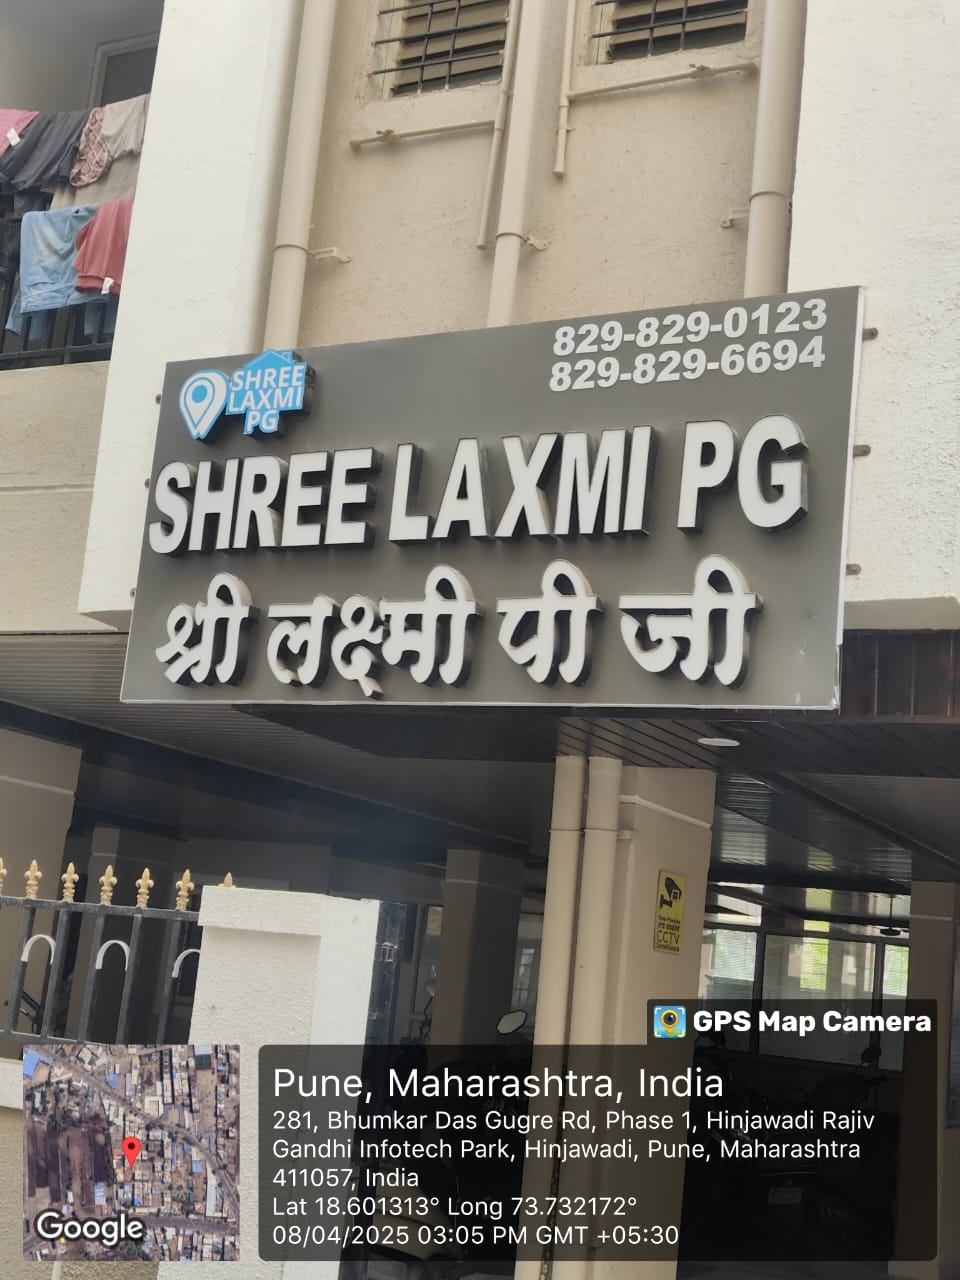 829-829-0123
829-829-6694
SHREE
LAXMI
PG
SHREE LAXMI PG
श्री लक्ष्मी पी जी
CCTV
GPS Map Camera
Pune, Maharashtra, India
281, Bhumkar Das Gugre Rd, Phase 1, Hinjawadi Rajiv
Gandhi Infotech Park, Hinjawadi, Pune, Maharashtra
411057, India
Lat 18.601313° Long 73.732172°
08/04/2025 03:05 PM GMT +05:30
Google